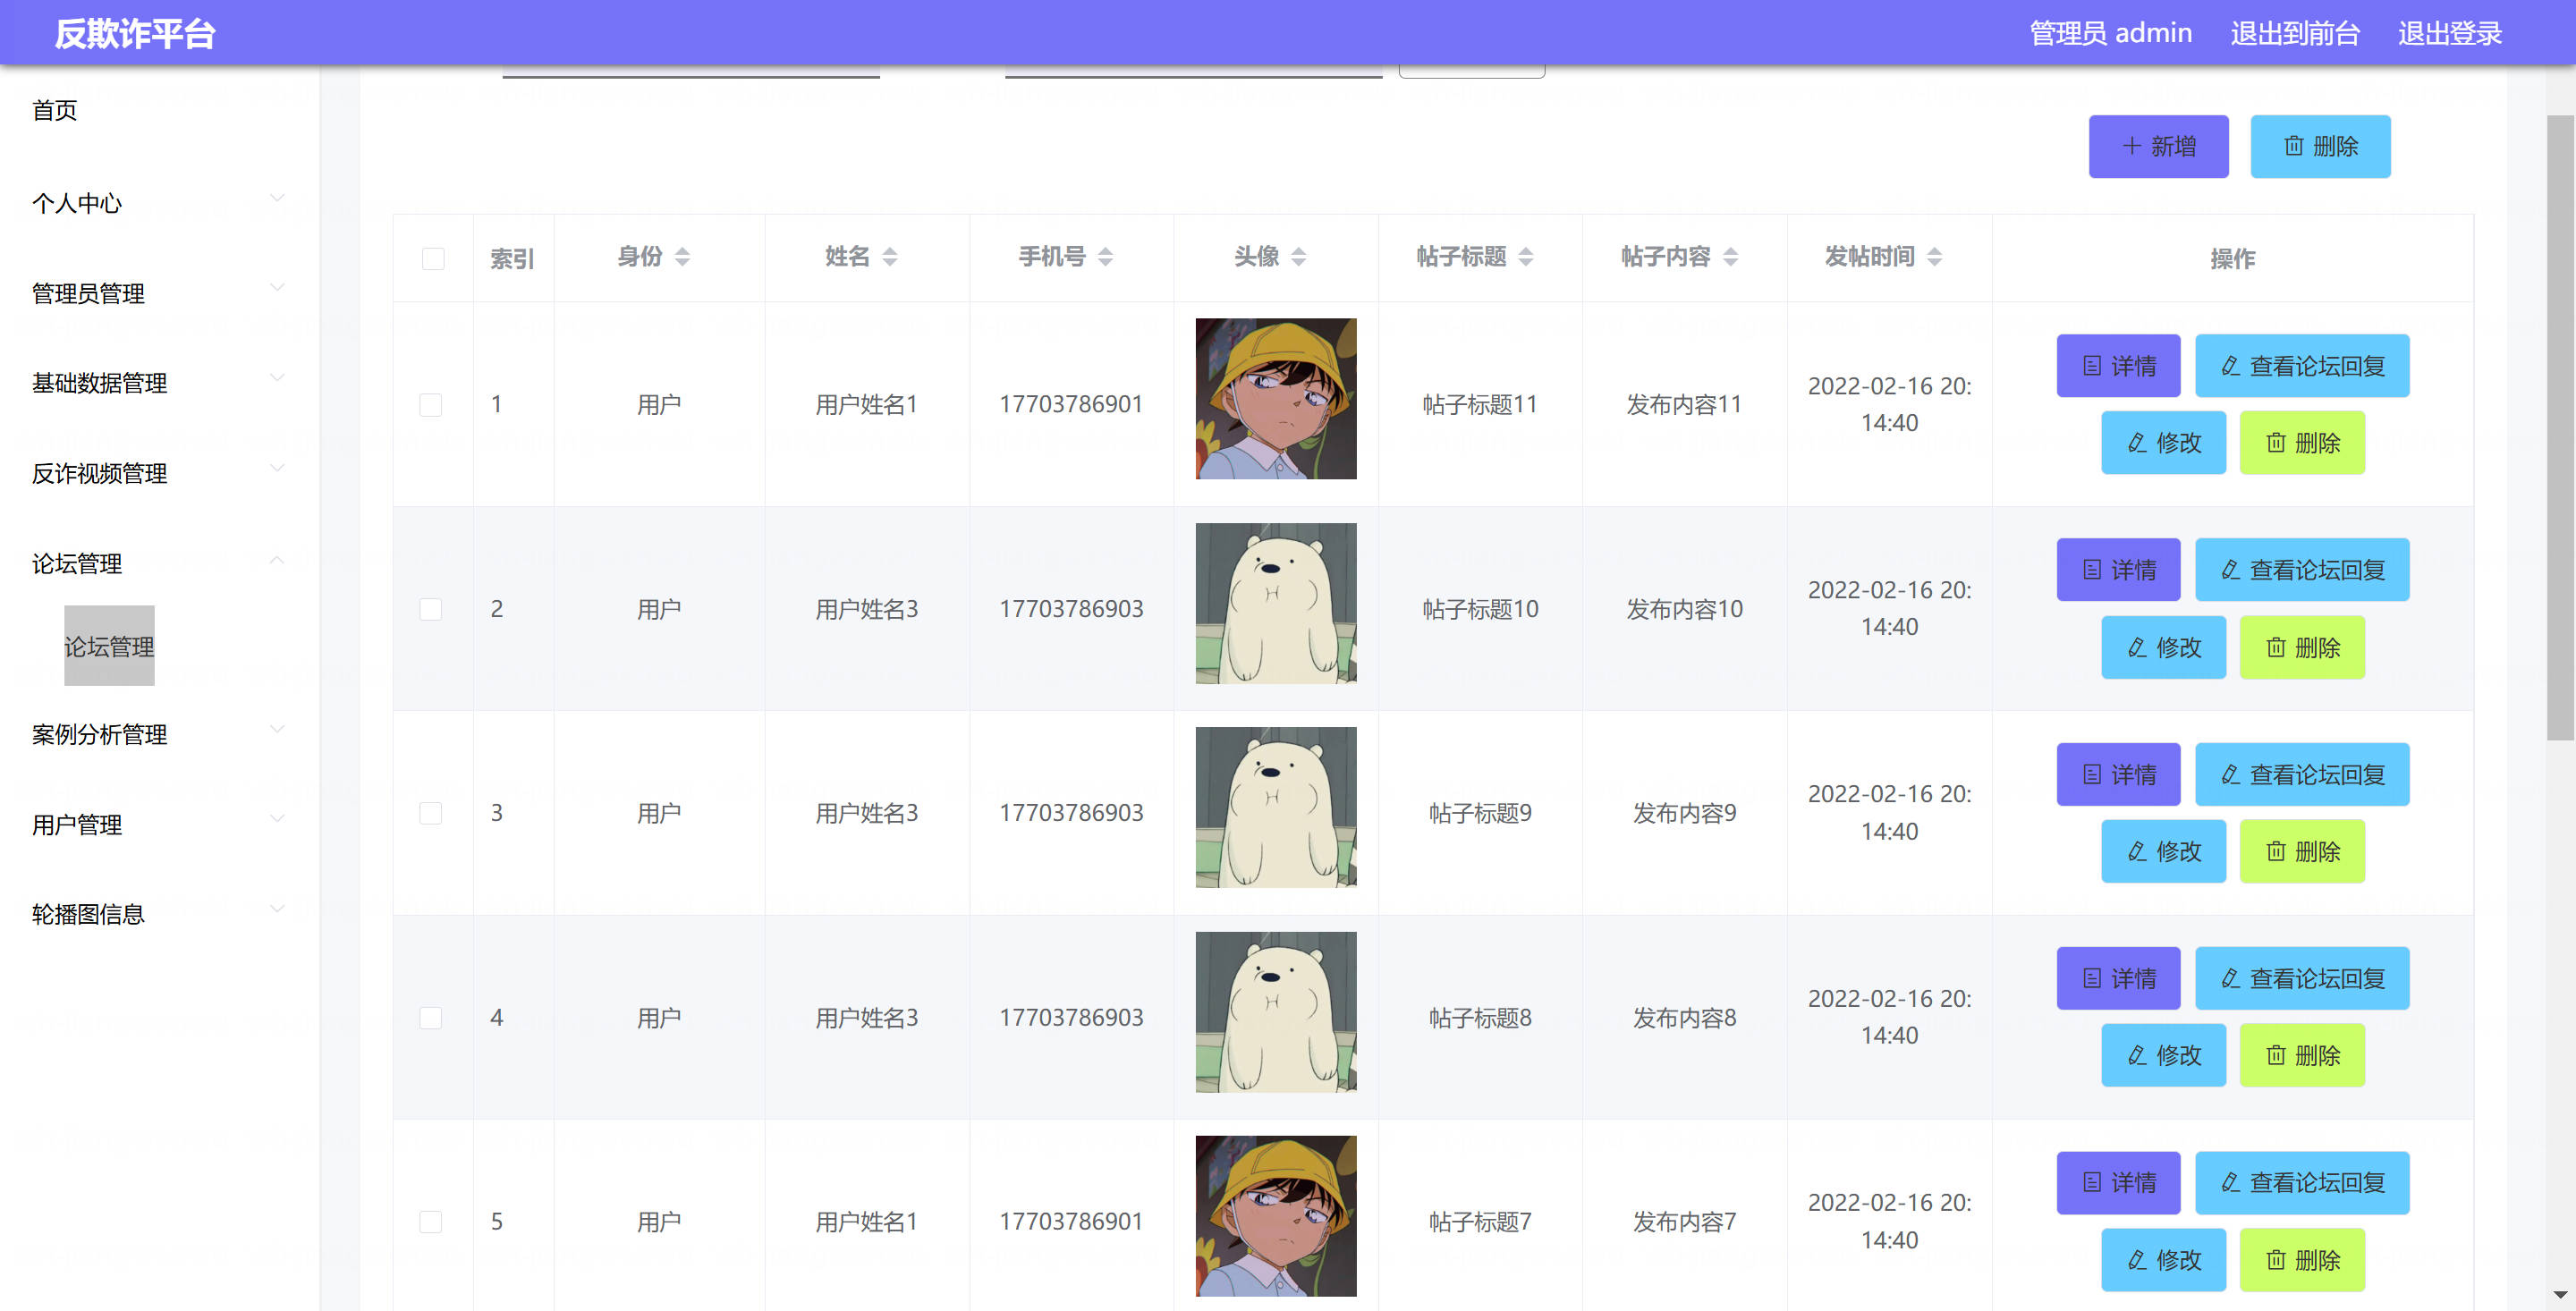 反欺诈平台
管理员 admin 退出到前台 退出登录
首页
个人中心
管理员管理
基础数据管理
反诈视频管理
论坛管理
论坛管理
案例分析管理
用户管理
轮播图信息
新增 删除
索引 身份 姓名 手机号 头像 帖子标题 帖子内容 发帖时间 操作
1 用户 用户姓名1 17703786901 帖子标题11 发布内容11 2022-02-16 20:
14:40
详情 查看论坛回复
修改 删除
2 用户 用户姓名3 17703786903 帖子标题10 发布内容10 2022-02-16 20:
14:40
详情 查看论坛回复
修改 删除
3 用户 用户姓名3 17703786903 帖子标题9 发布内容9 2022-02-16 20:
14:40
详情 查看论坛回复
修改 删除
4 用户 用户姓名3 17703786903 帖子标题8 发布内容8 2022-02-16 20:
14:40
详情 查看论坛回复
修改 删除
5 用户 用户姓名1 17703786901 帖子标题7 发布内容7 2022-02-16 20:
14:40
详情 查看论坛回复
修改 删除